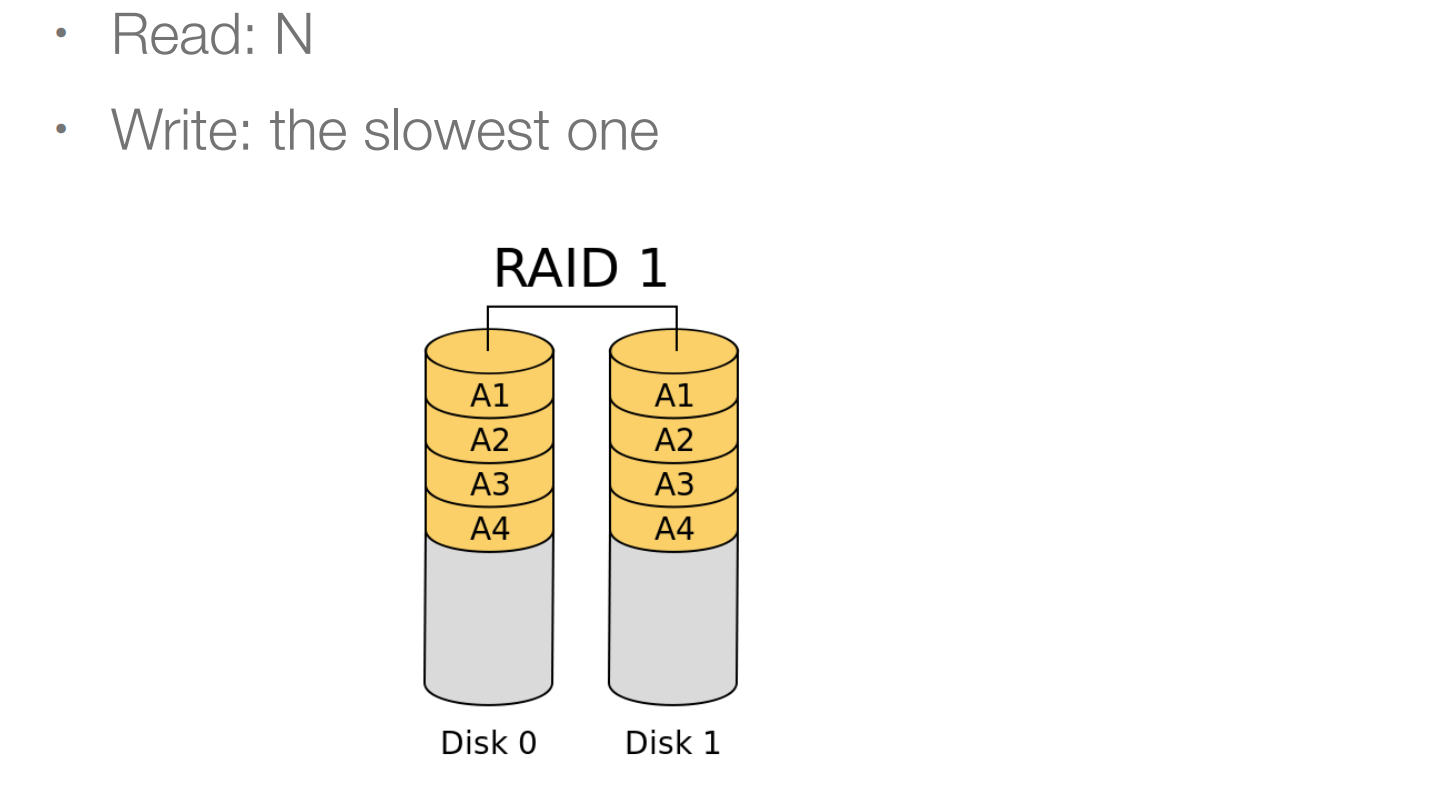 • Read: N
• Write: the slowest one
RAID 1
A1 A1
A2 A2
A3 A3
A4 A4
Disk 0 Disk 1